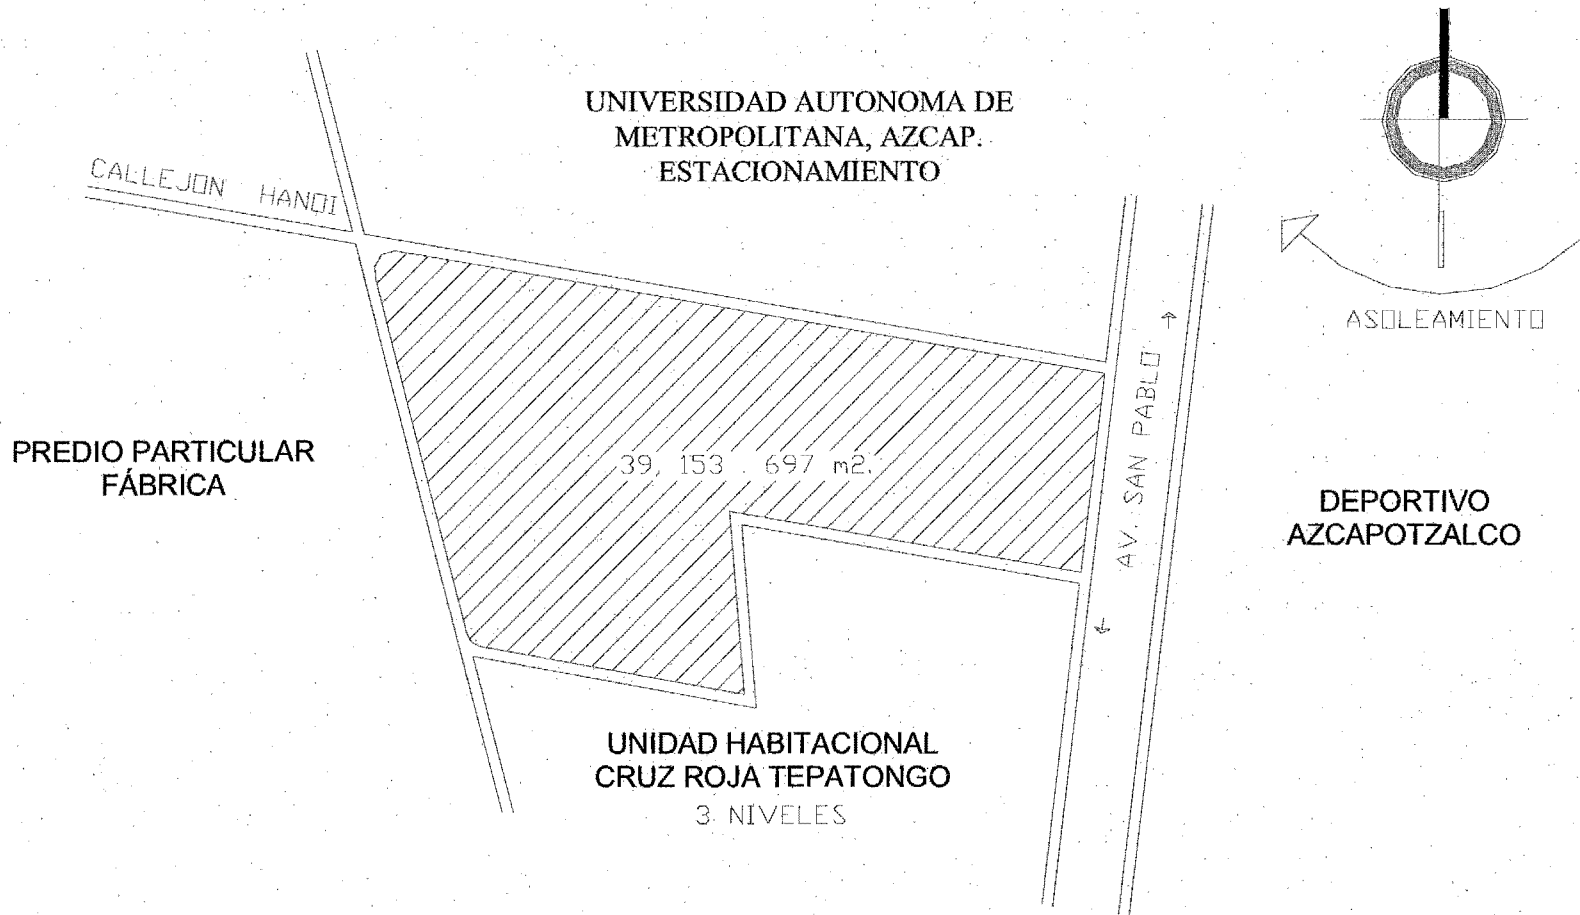 UNIVERSIDAD AUTONOMA DE
METROPOLITANA, AZCAP.
ESTACIONAMIENTO
CALLEJON HANOI
ASOLEAMIENTO
AV. SAN PABLO
PREDIO PARTICULAR
FÁBRICA
39, 153 . 697 m2.
DEPORTIVO
AZCAPOTZALCO
UNIDAD HABITACIONAL
CRUZ ROJA TEPATONGO
3 NIVELES